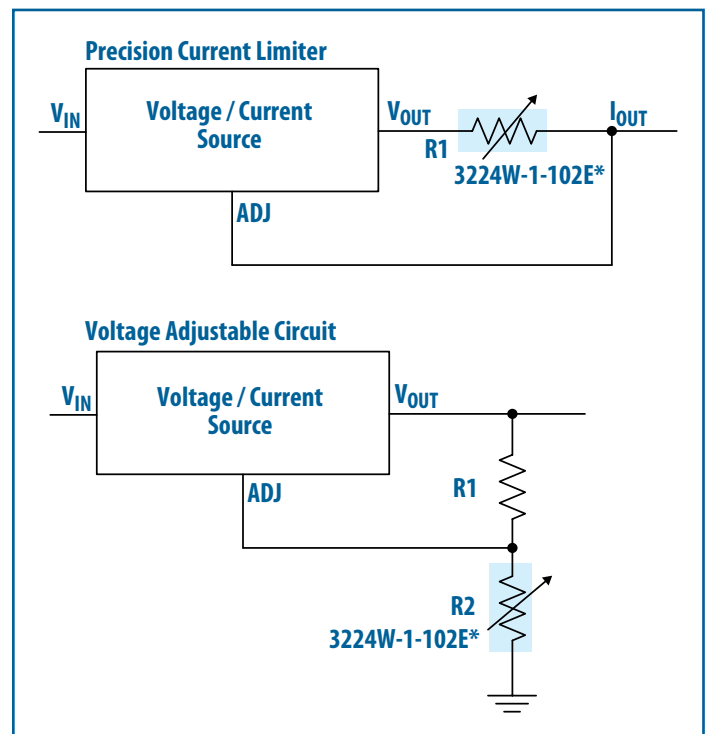 Precision Current Limiter
VIN
Voltage / Current
Source
VOUT
IOUT
R1
3224W-1-102E*
ADJ
Voltage Adjustable Circuit
VIN
Voltage / Current
Source
VOUT
ADJ
R1
R2
3224W-1-102E*